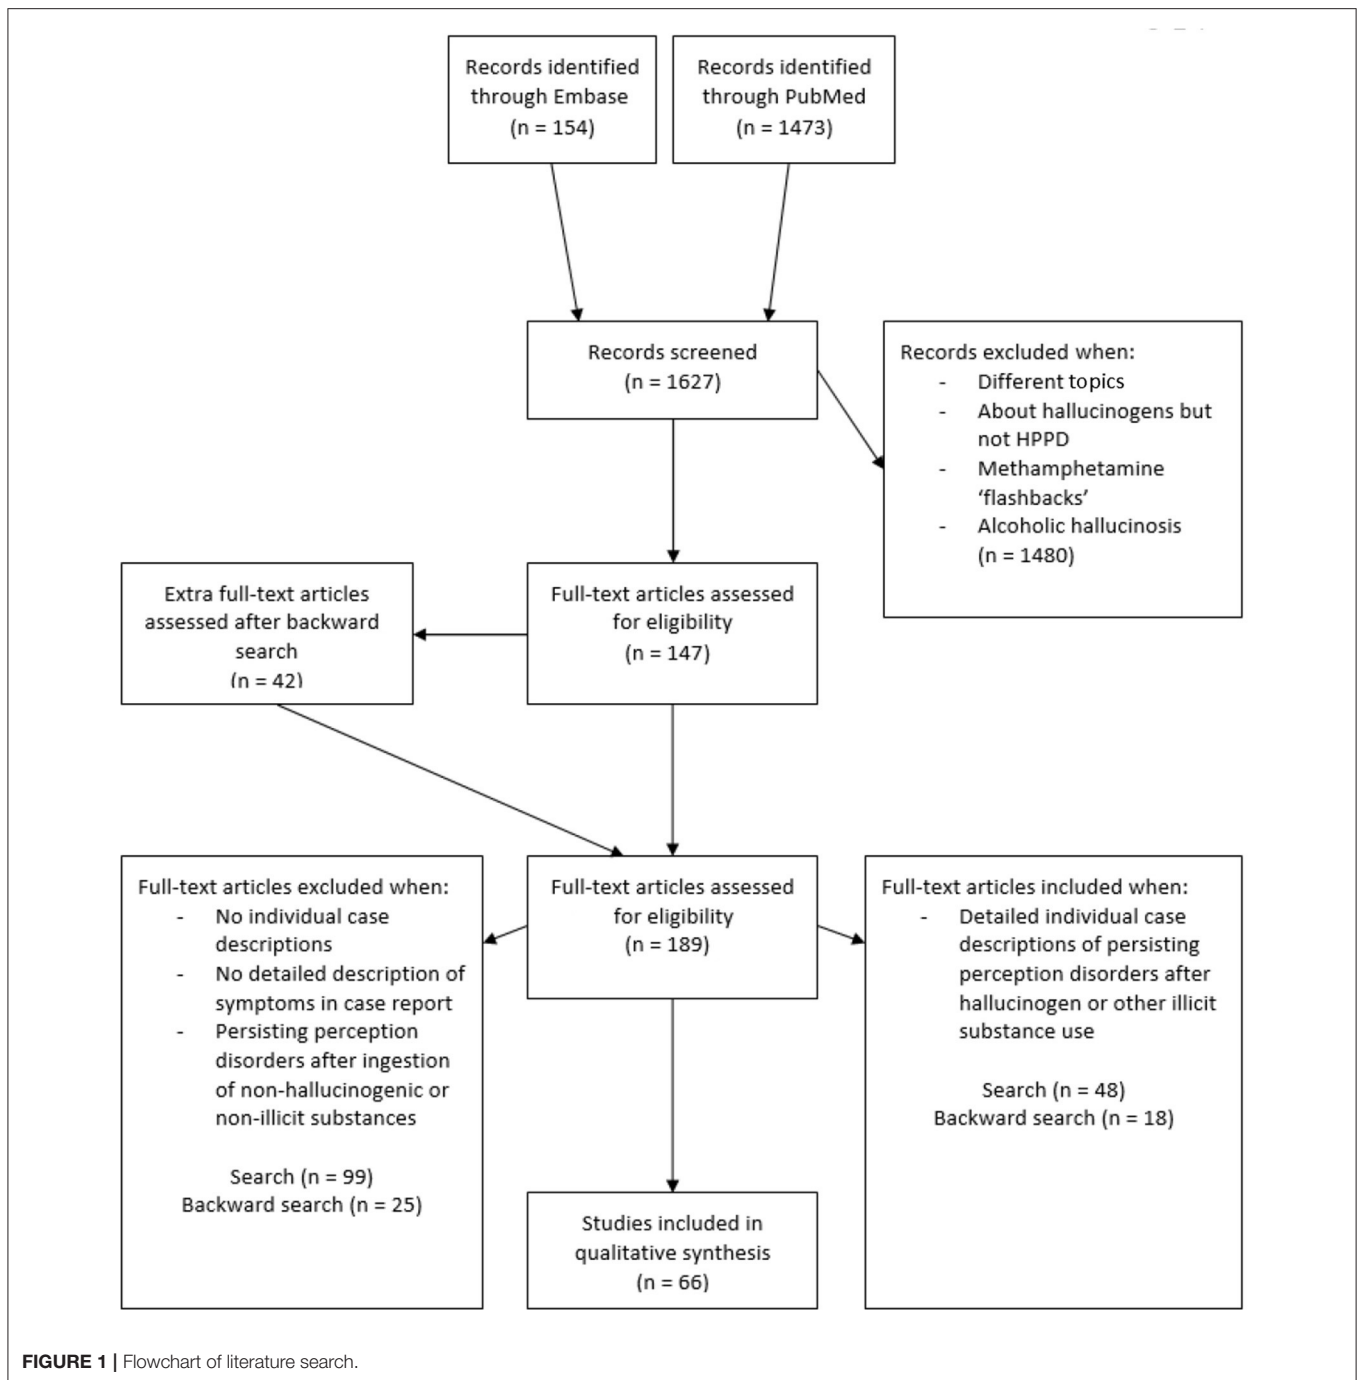 Records identified
through Embase
(n = 154)
Records identified
through PubMed
(n = 1473)
Records screened
(n = 1627)
Records excluded when:
- Different topics
- About hallucinogens but
not HPPD
- Methamphetamine
‘flashbacks’
- Alcoholic hallucinosis
(n = 1480)
Extra full-text articles
assessed after backward
search
(n = 42)
Full-text articles assessed
for eligibility
(n = 147)
Full-text articles excluded when:
- No individual case
descriptions
- No detailed description of
symptoms in case report
- Persisting perception
disorders after ingestion
of non-hallucinogenic or
non-illicit substances
Search (n = 99)
Backward search (n = 25)
Full-text articles assessed
for eligibility
(n = 189)
Full-text articles included when:
- Detailed individual case
descriptions of persisting
perception disorders after
hallucinogen or other illicit
substance use
Search (n = 48)
Backward search (n = 18)
Studies included in
qualitative synthesis
(n = 66)
FIGURE 1 | Flowchart of literature search.